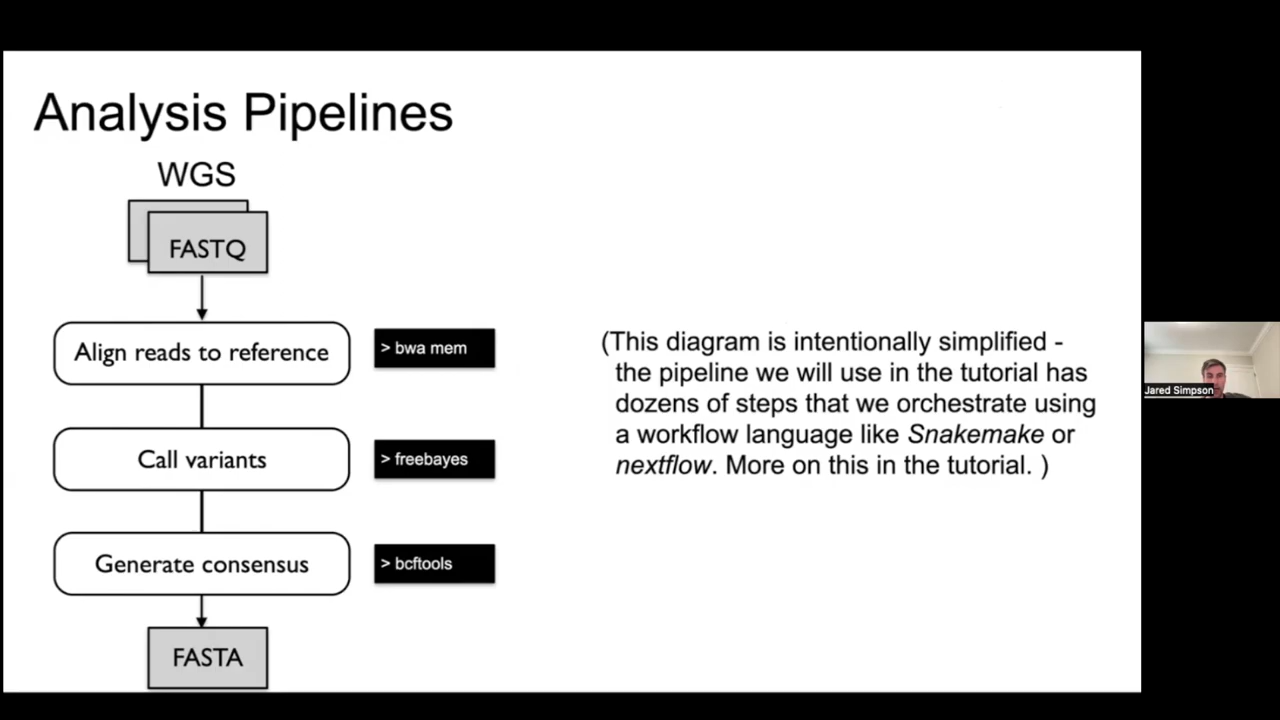 Analysis Pipelines
WGS
FASTQ
Align reads to reference
> bwa mem
Call variants
> freebayes
Generate consensus
> bcftools
FASTA
(This diagram is intentionally simplified -
the pipeline we will use in the tutorial has
dozens of steps that we orchestrate using
a workflow language like Snakemake or
nextflow. More on this in the tutorial. )
Jared Simpson